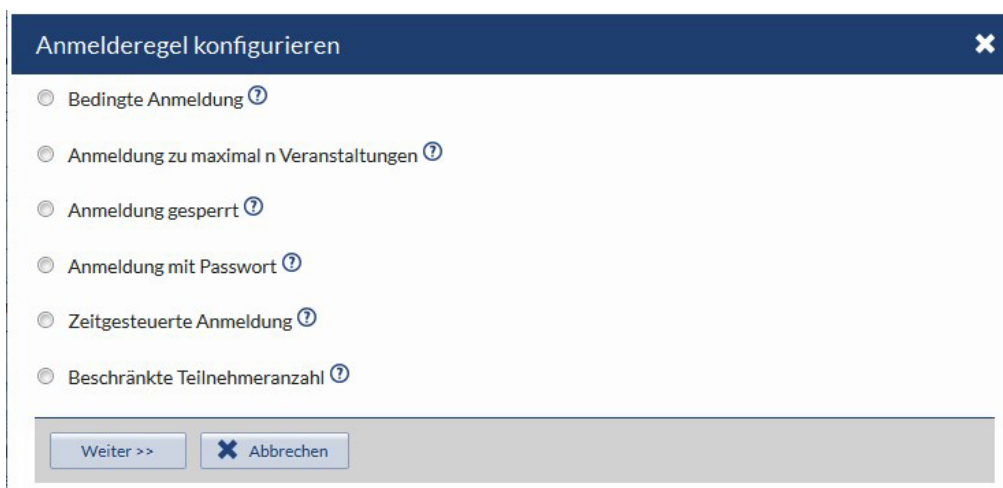 Anmelderegel konfigurieren
Bedingte Anmeldung
Anmeldung zu maximal n Veranstaltungen
Anmeldung gesperrt
Anmeldung mit Passwort
Zeitgesteuerte Anmeldung
Beschränkte Teilnehmeranzahl
Weiter >>
Abbrechen